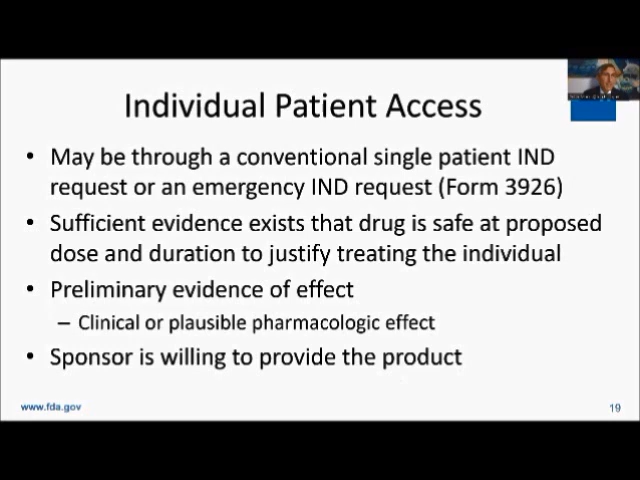 Individual Patient Access
• May be through a conventional single patient IND
request or an emergency IND request (Form 3926)
• Sufficient evidence exists that drug is safe at proposed
dose and duration to justify treating the individual
• Preliminary evidence of effect
– Clinical or plausible pharmacologic effect
• Sponsor is willing to provide the product
www.fda.gov
19